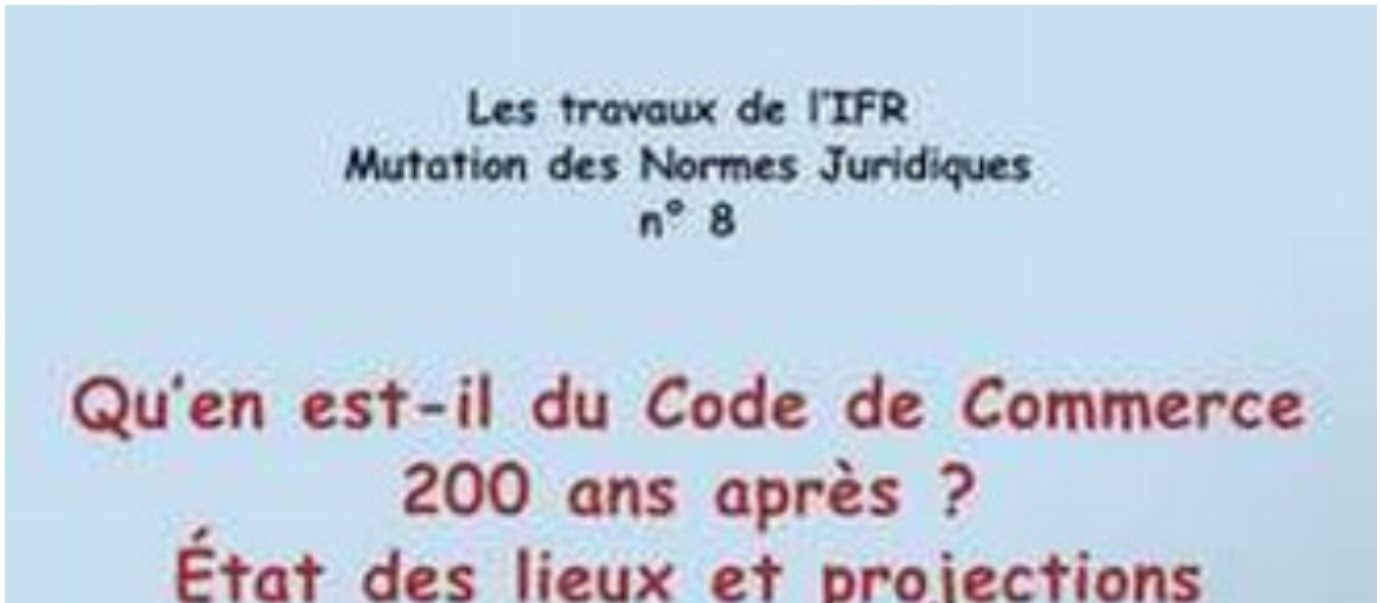 Les travaux de l'IFR
Mutation des Normes Juridiques
n° 8
Qu'en est-il du Code de Commerce
200 ans après ?
État des lieux et projections